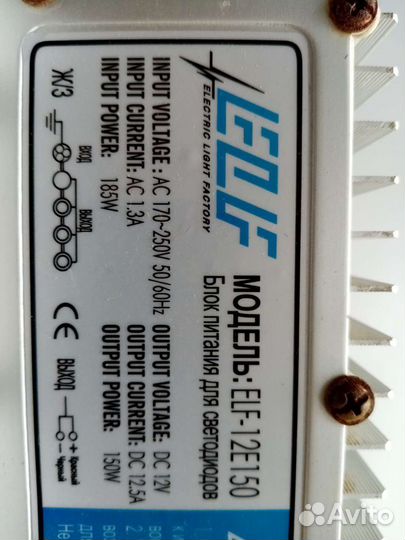 ELF
ELECTRIC LIGHT FACTORY
МОДЕЛЬ: ELF-12E150
Блок питания для светодиодов
INPUT VOLTAGE : AC 170~250V 50/60Hz
INPUT CURRENT: AC 1.3A
INPUT POWER: 185W
OUTPUT VOLTAGE: DC 12V
OUTPUT CURRENT: DC 12.5A
OUTPUT POWER: 150W
Ж/З
ВХОД
ВЫХОД
CE
ВЫХОД
+ Красный
— Черный
Avito